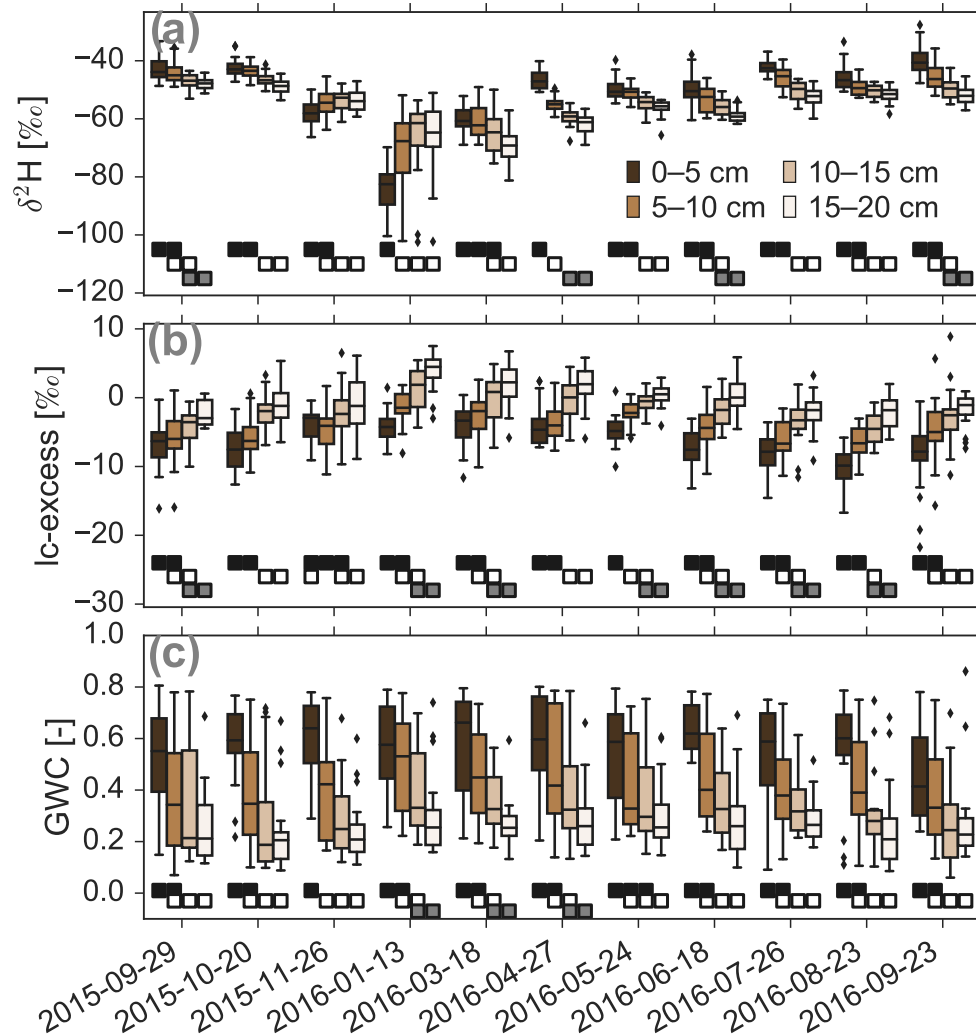 (a)
δ²H [‰]
−40
−60
−80
−100
−120
0–5 cm
10–15 cm
5–10 cm
15–20 cm
(b)
lc-excess [‰]
10
0
−10
−20
−30
(c)
GWC [-]
1.0
0.8
0.6
0.4
0.2
0.0
2015-09-29
2015-10-20
2015-11-26
2016-01-13
2016-03-18
2016-04-27
2016-05-24
2016-06-18
2016-07-26
2016-08-23
2016-09-23